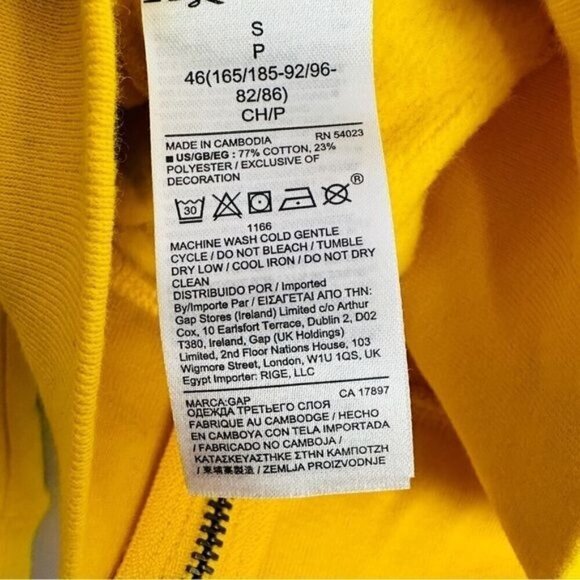 S
P
46(165/185-92/96-
82/86)
CH/P
MADE IN CAMBODIA RN 54023
■ US/GB/EG : 77% COTTON, 23%
POLYESTER / EXCLUSIVE OF
DECORATION
30 ®
1166
MACHINE WASH COLD GENTLE
CYCLE / DO NOT BLEACH / TUMBLE
DRY LOW / COOL IRON / DO NOT DRY
CLEAN
DISTRIBUIDO POR / Imported
By/Importe Par / ΕΙΣΑΓΕΤΑΙ ΑΠΟ ΤΗΝ:
Gap Stores (Ireland) Limited c/o Arthur
Cox, 10 Earlsfort Terrace, Dublin 2, D02
T380, Ireland, Gap (UK Holdings)
Limited, 2nd Floor Nations House, 103
Wigmore Street, London, W1U 1QS, UK
Egypt Importer: RIGE, LLC
MARCA:GAP CA 17897
ОДЕЖДА ТРЕТЬЕГО СЛОЯ
FABRIQUE AU CAMBODGE / HECHO
EN CAMBOYA CON TELA IMPORTADA
/ FABRICADO NO CAMBOJA /
ΚΑΤΑΣΚΕΥΑΣΤΗΚΕ ΣΤΗΝ ΚΑΜΠΟΤΖΗ
/ 柬埔寨製造 / ZEMLJA PROIZVODNJE